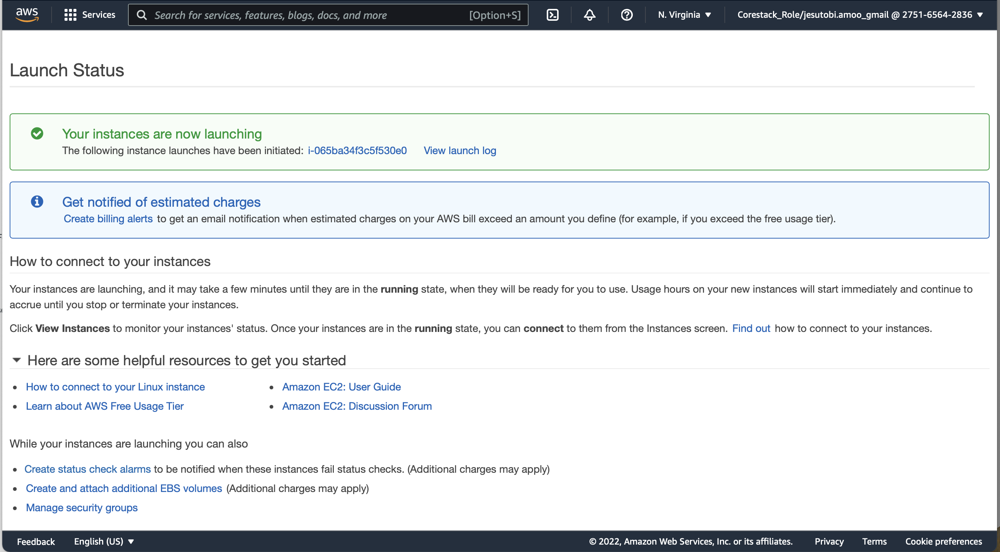 aws Services Search for services, features, blogs, docs, and more [Option+S] N. Virginia Corestack_Role/jesutobi.amoo_gmail @ 2751-6564-2836
Launch Status
Your instances are now launching
The following instance launches have been initiated: i-065ba34f3c5f530e0 View launch log
Get notified of estimated charges
Create billing alerts to get an email notification when estimated charges on your AWS bill exceed an amount you define (for example, if you exceed the free usage tier).
How to connect to your instances
Your instances are launching, and it may take a few minutes until they are in the running state, when they will be ready for you to use. Usage hours on your new instances will start immediately and continue to
accrue until you stop or terminate your instances.
Click View Instances to monitor your instances' status. Once your instances are in the running state, you can connect to them from the Instances screen. Find out how to connect to your instances.
Here are some helpful resources to get you started
• How to connect to your Linux instance
• Learn about AWS Free Usage Tier
• Amazon EC2: User Guide
• Amazon EC2: Discussion Forum
While your instances are launching you can also
• Create status check alarms to be notified when these instances fail status checks. (Additional charges may apply)
• Create and attach additional EBS volumes (Additional charges may apply)
• Manage security groups
Feedback English (US) © 2022, Amazon Web Services, Inc. or its affiliates. Privacy Terms Cookie preferences